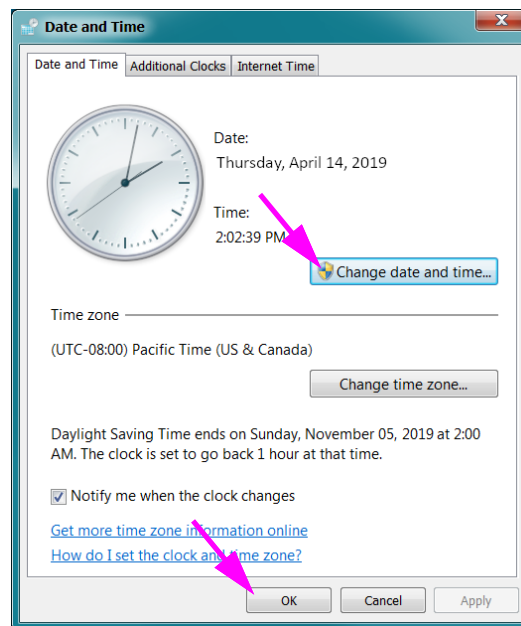 Date and Time
Date and Time Additional Clocks Internet Time
Date:
Thursday, April 14, 2019
Time:
2:02:39 PM
Change date and time...
Time zone
(UTC-08:00) Pacific Time (US & Canada)
Change time zone...
Daylight Saving Time ends on Sunday, November 05, 2019 at 2:00
AM. The clock is set to go back 1 hour at that time.
Notify me when the clock changes
Get more time zone information online
How do I set the clock and time zone?
OK Cancel Apply